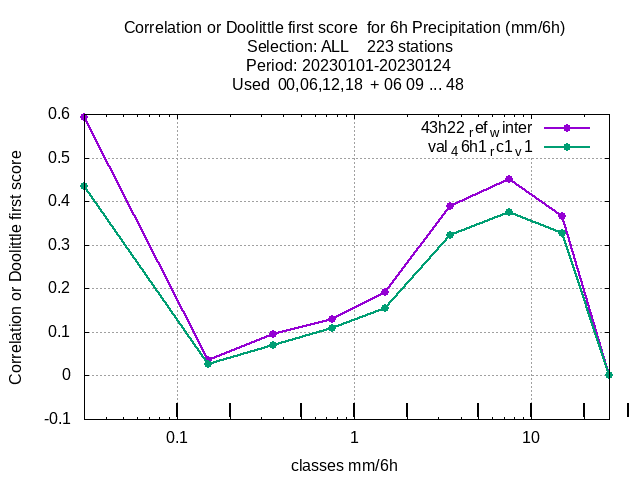 Correlation or Doolittle first score  for 6h Precipitation (mm/6h)
Selection: ALL    223 stations
Period: 20230101-20230124
Used  00,06,12,18  + 06 09 ... 48
43h22refwinter
val46h1rc1v1
Correlation or Doolittle first score
0.6
0.5
0.4
0.3
0.2
0.1
0
-0.1
0.1 1 10
classes mm/6h